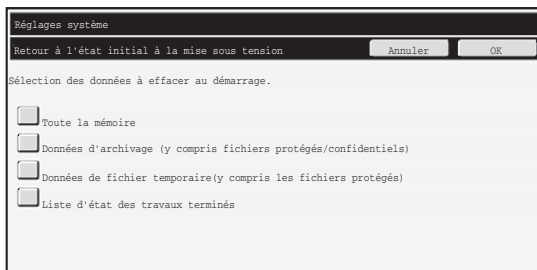 Réglages système
Retour à l'état initial à la mise sous tension Annuler OK
Sélection des données à effacer au démarrage.
Toute la mémoire
Données d'archivage (y compris fichiers protégés/confidentiels)
Données de fichier temporaire(y compris les fichiers protégés)
Liste d'état des travaux terminés